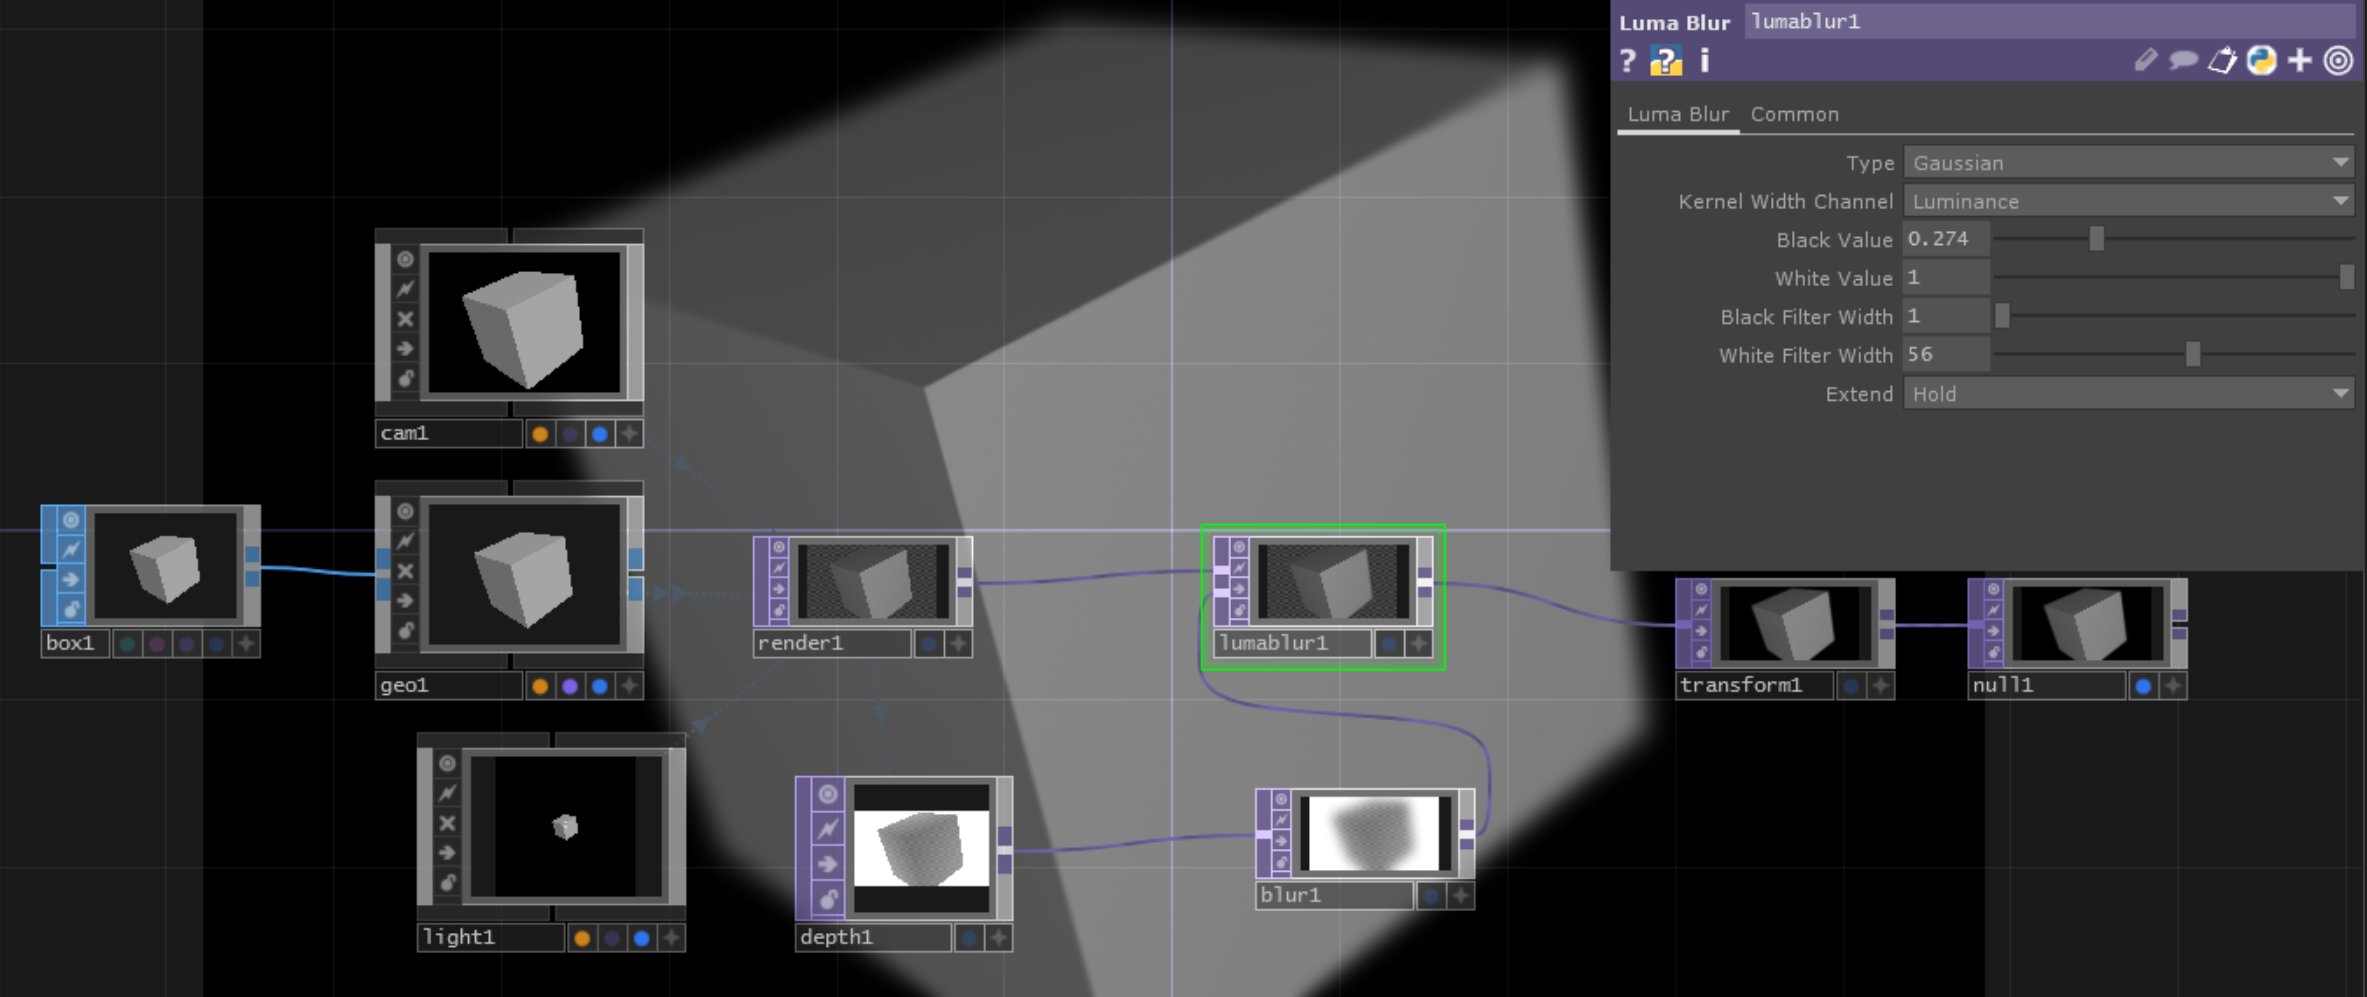 Luma Blur lumablur1
? ? i
Luma Blur Common
Type Gaussian
Kernel Width Channel Luminance
Black Value 0.274
White Value 1
Black Filter Width 1
White Filter Width 56
Extend Hold
cam1
box1
geo1
render1
lumablur1
transform1
null1
light1
depth1
blur1